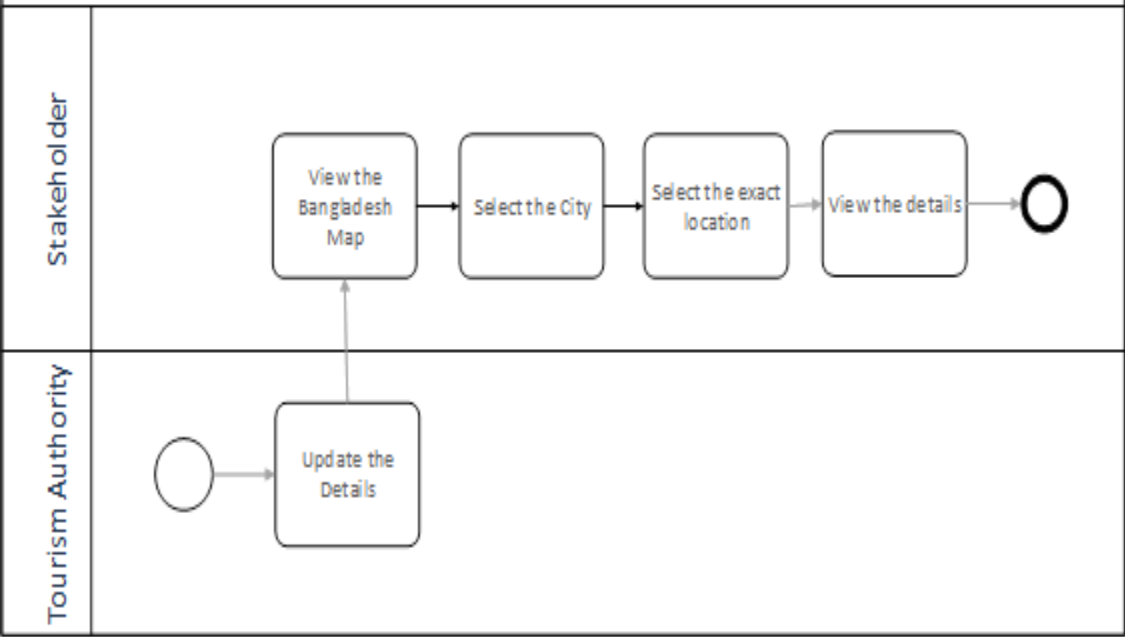 Stakeholder
View the
Bangladesh
Map
Select the City
Select the exact
location
View the details
Tourism Authority
Update the
Details